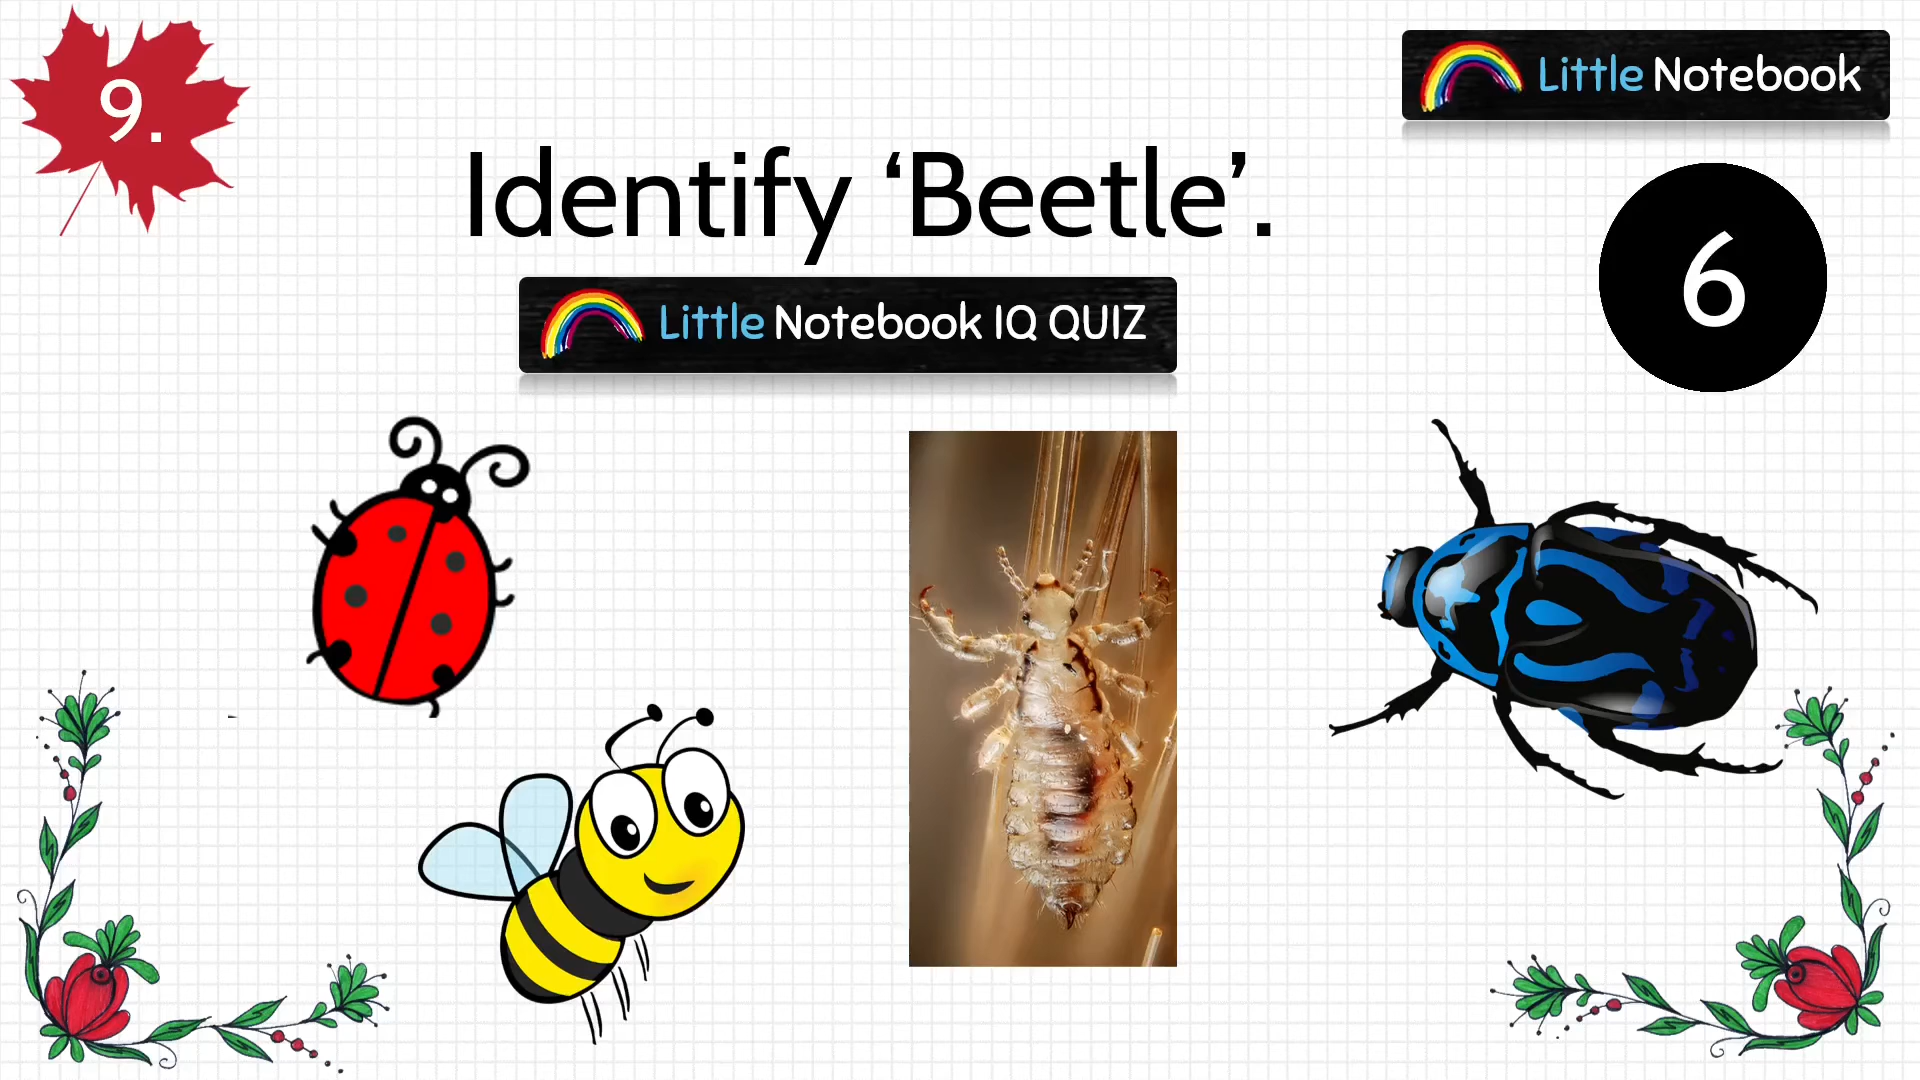 9.
Little Notebook
Identify ‘Beetle’.
6
Little Notebook IQ QUIZ